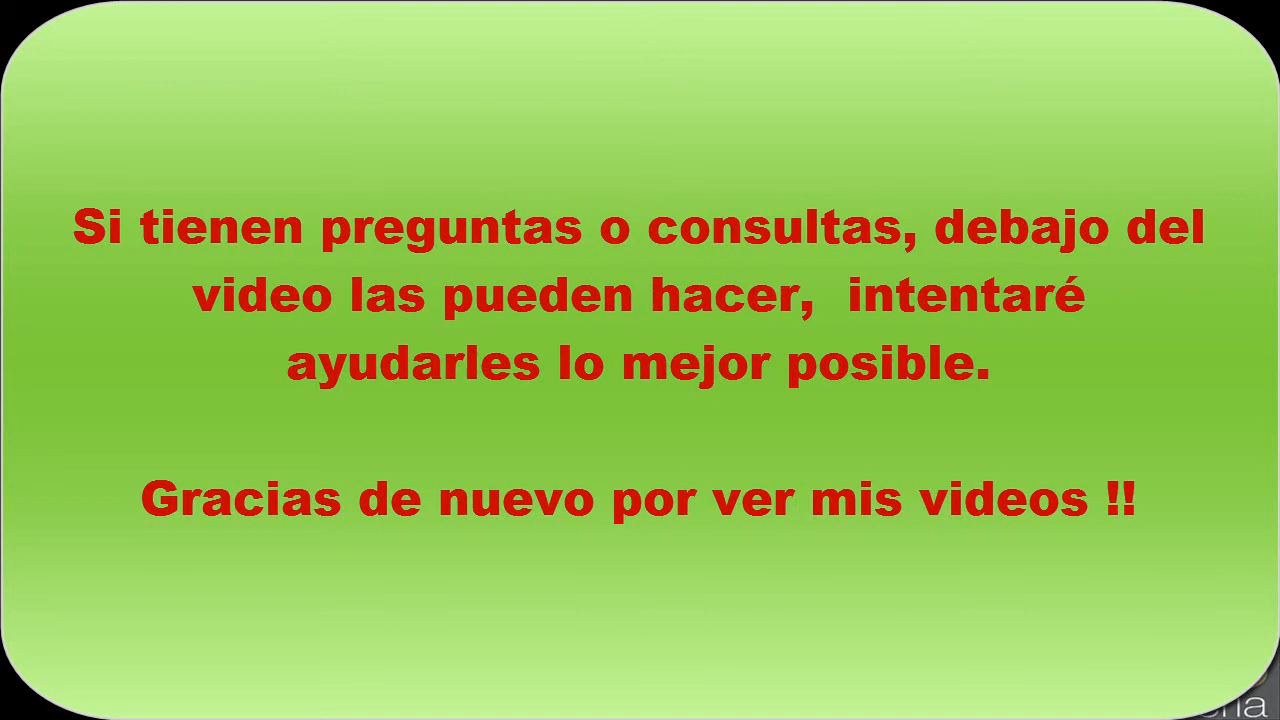 Si tienen preguntas o consultas, debajo del
video las pueden hacer,  intentaré
ayudarles lo mejor posible.
Gracias de nuevo por ver mis videos !!